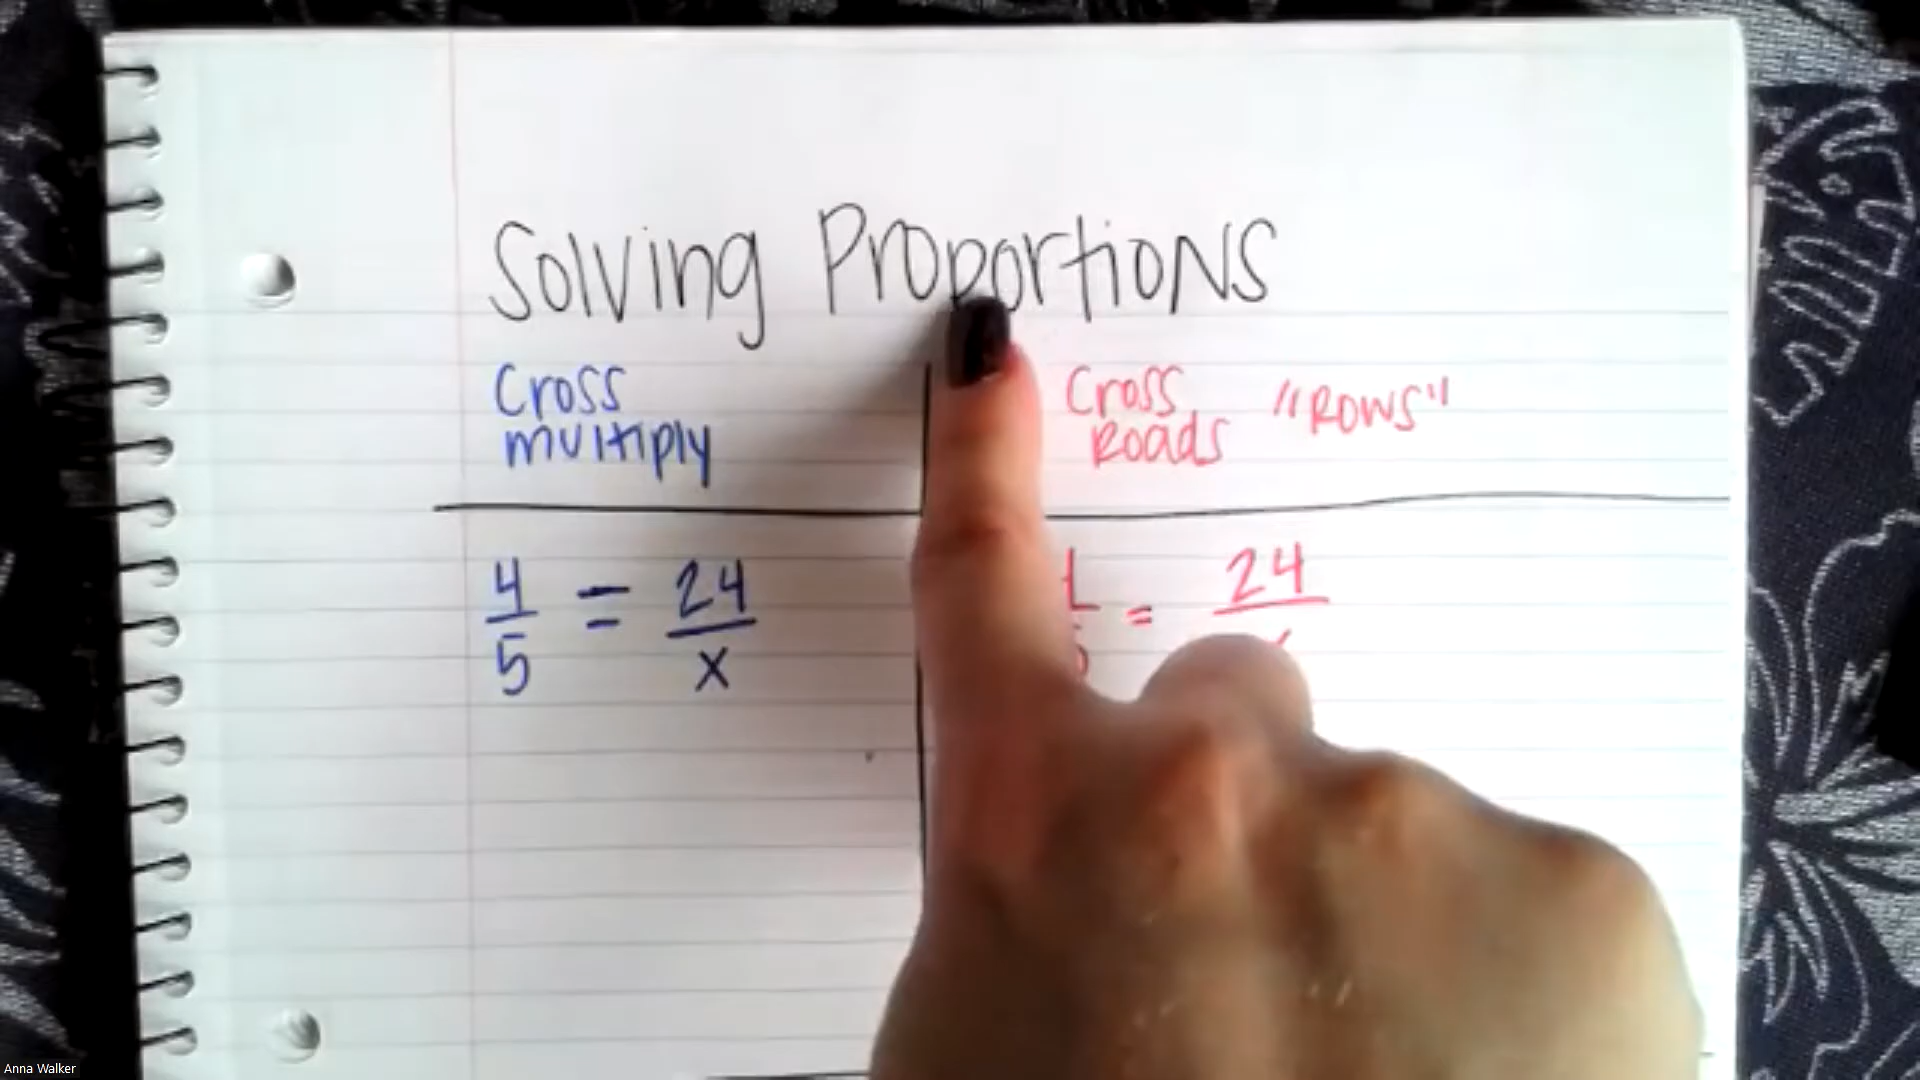 Solving Proportions
Cross
multiply
Cross
Roads
"ROWS"
4/5 = 24/x
= 24
Anna Walker